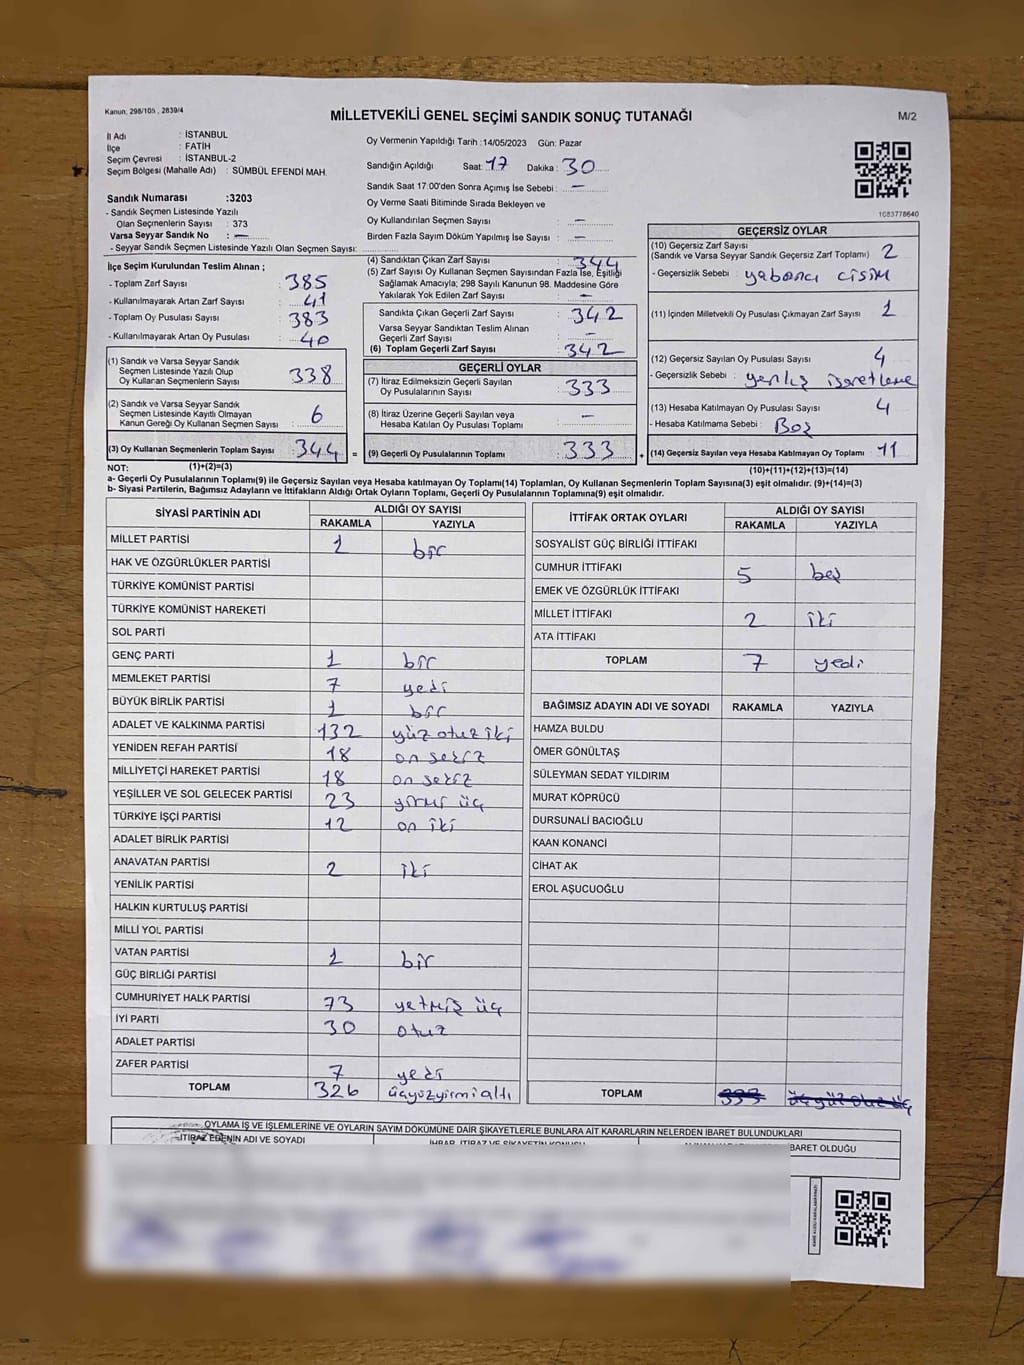 Kanun, 298/105 , 2839/4
MİLLETVEKİLİ GENEL SEÇİMİ SANDIK SONUÇ TUTANAĞI
M/2
İl Adı : İSTANBUL
İlçe : FATİH
Seçim Çevresi : İSTANBUL-2
Seçim Bölgesi (Mahalle Adı) : SÜMBÜL EFENDİ MAH.
Oy Vermenin Yapıldığı Tarih :14/05/2023 Gün: Pazar
Sandığın Açıldığı Saat: 17 Dakika : 30
Sandık Saat 17:00'den Sonra Açımış İse Sebebi : —
Oy Verme Saati Bitiminde Sırada Bekleyen ve
Oy Kullandırılan Seçmen Sayısı : —
Birden Fazla Sayım Döküm Yapılmış İse Sayısı : —
Sandık Numarası :3203
- Sandık Seçmen Listesinde Yazılı
Olan Seçmenlerin Sayısı : 373
Varsa Seyyar Sandık No : —
- Seyyar Sandık Seçmen Listesinde Yazılı Olan Seçmen Sayısı:
1083778640
İlçe Seçim Kurulundan Teslim Alınan ;
- Toplam Zarf Sayısı : 385
- Kullanılmayarak Artan Zarf Sayısı : 41
- Toplam Oy Pusulası Sayısı : 383
- Kullanılmayarak Artan Oy Pusulası : 40
(1) Sandık ve Varsa Seyyar Sandık
Seçmen Listesinde Yazılı Olup
Oy Kullanan Seçmenlerin Sayısı : 338
(2) Sandık ve Varsa Seyyar Sandık
Seçmen Listesinde Kayıtlı Olmayan
Kanun Gereği Oy Kullanan Seçmen Sayısı : 6
(3) Oy Kullanan Seçmenlerin Toplam Sayısı : 344
(1)+(2)=(3)
(4) Sandıktan Çıkan Zarf Sayısı : 344
(5) Zarf Sayısı Oy Kullanan Seçmen Sayısından Fazla İse, Eşitliği
Sağlamak Amacıyla; 298 Sayılı Kanunun 98. Maddesine Göre
Yakılarak Yok Edilen Zarf Sayısı : —
Sandıkta Çıkan Geçerli Zarf Sayısı : 342
Varsa Seyyar Sandıktan Teslim Alınan
Geçerli Zarf Sayısı : —
(6) Toplam Geçerli Zarf Sayısı : 342
GEÇERLİ OYLAR
(7) İtiraz Edilmeksizin Geçerli Sayılan
Oy Pusulalarının Sayısı : 333
(8) İtiraz Üzerine Geçerli Sayılan veya
Hesaba Katılan Oy Pusulası Toplamı : —
= (9) Geçerli Oy Pusulalarının Toplamı : 333 +
GEÇERSİZ OYLAR
(10) Geçersiz Zarf Sayısı
(Sandık ve Varsa Seyyar Sandık Geçersiz Zarf Toplamı) : 2
- Geçersizlik Sebebi : yabancı cisim
(11) İçinden Milletvekili Oy Pusulası Çıkmayan Zarf Sayısı : 1
(12) Geçersiz Sayılan Oy Pusulası Sayısı : 4
- Geçersizlik Sebebi : yanlış işaretleme
(13) Hesaba Katılmayan Oy Pusulası Sayısı : 4
- Hesaba Katılmama Sebebi : Boş
(14) Geçersiz Sayılan veya Hesaba Katılmayan Oy Toplamı : 11
(10)+(11)+(12)+(13)=(14)
NOT:
a- Geçerli Oy Pusulalarının Toplamı(9) ile Geçersiz Sayılan veya Hesaba katılmayan Oy Toplamı(14) Toplamları, Oy Kullanan Seçmenlerin Toplam Sayısına(3) eşit olmalıdır. (9)+(14)=(3)
b- Siyasi Partilerin, Bağımsız Adayların ve İttifakların Aldığı Ortak Oyların Toplamı, Geçerli Oy Pusulalarının Toplamına(9) eşit olmalıdır.
SİYASİ PARTİNİN ADI ALDIĞI OY SAYISI
RAKAMLA YAZIYLA
MİLLET PARTİSİ 1 bir
HAK VE ÖZGÜRLÜKLER PARTİSİ
TÜRKİYE KOMÜNİST PARTİSİ
TÜRKİYE KOMÜNİST HAREKETİ
SOL PARTİ
GENÇ PARTİ 1 bir
MEMLEKET PARTİSİ 7 yedi
BÜYÜK BİRLİK PARTİSİ 1 bir
ADALET VE KALKINMA PARTİSİ 132 yüz otuz iki
YENİDEN REFAH PARTİSİ 18 on sekiz
MİLLİYETÇİ HAREKET PARTİSİ 18 on sekiz
YEŞİLLER VE SOL GELECEK PARTİSİ 23 yirmi üç
TÜRKİYE İŞÇİ PARTİSİ 12 on iki
ADALET BİRLİK PARTİSİ
ANAVATAN PARTİSİ 2 iki
YENİLİK PARTİSİ
HALKIN KURTULUŞ PARTİSİ
MİLLİ YOL PARTİSİ
VATAN PARTİSİ 1 bir
GÜÇ BİRLİĞİ PARTİSİ
CUMHURİYET HALK PARTİSİ 73 yetmiş üç
İYİ PARTİ 30 otuz
ADALET PARTİSİ
ZAFER PARTİSİ 7 yedi
TOPLAM 326 üçyüzyirmialtı
İTTİFAK ORTAK OYLARI ALDIĞI OY SAYISI
RAKAMLA YAZIYLA
SOSYALİST GÜÇ BİRLİĞİ İTTİFAKI
CUMHUR İTTİFAKI 5 beş
EMEK VE ÖZGÜRLÜK İTTİFAKI
MİLLET İTTİFAKI 2 iki
ATA İTTİFAKI
TOPLAM 7 yedi
BAĞIMSIZ ADAYIN ADI VE SOYADI RAKAMLA YAZIYLA
HAMZA BULDU
ÖMER GÖNÜLTAŞ
SÜLEYMAN SEDAT YILDIRIM
MURAT KÖPRÜCÜ
DURSUNALİ BACIOĞLU
KAAN KONANCİ
CİHAT AK
EROL AŞUCUOĞLU
TOPLAM 333 üçyüz otuz üç
OYLAMA İŞ VE İŞLEMLERİNE VE OYLARIN SAYIM DÖKÜMÜNE DAİR ŞİKAYETLERLE BUNLARA AİT KARARLARIN NELERDEN İBARET BULUNDUKLARI
İTİRAZ EDENİN ADI VE SOYADI
İHBAR, İTİRAZ VE ŞİKAYETİN KONUSU
İBARET OLDUĞU